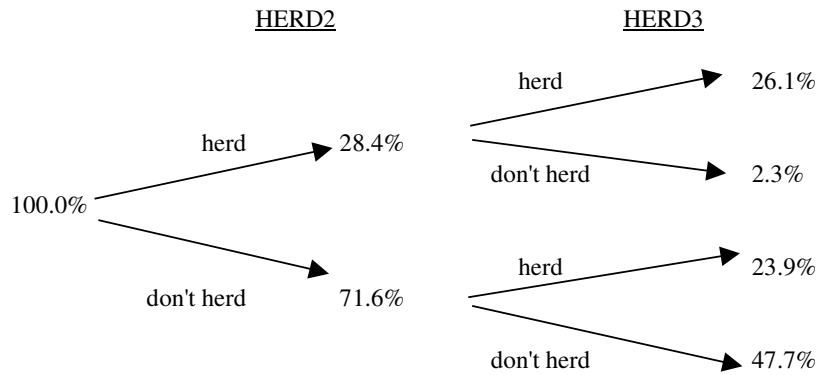 HERD2 HERD3
herd 26.1%
herd 28.4%
don't herd 2.3%
100.0%
herd 23.9%
don't herd 71.6%
don't herd 47.7%